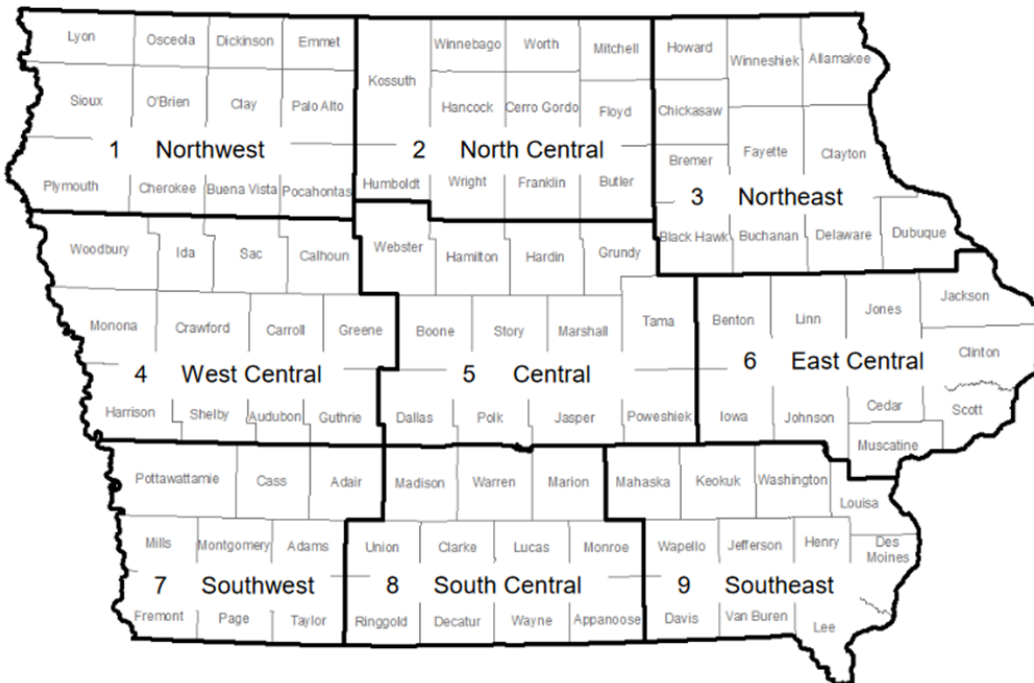 Lyon Osceola Dickinson Emmet Winnebago Worth Mitchell Howard Winneshiek Allamakee
Kossuth
Sioux O'Brien Clay Palo Alto Hancock Cerro Gordo Floyd Chickasaw
1 Northwest 2 North Central
Bremer Fayette Clayton
Plymouth Cherokee Buena Vista Pocahontas Humboldt Wright Franklin Butler
3 Northeast
Black Hawk Buchanan Delaware Dubuque
Woodbury Ida Sac Calhoun Webster Hamilton Hardin Grundy
Monona Crawford Carroll Greene Boone Story Marshall Tama Benton Linn Jones Jackson
Clinton
4 West Central 5 Central 6 East Central
Harrison Shelby Audubon Guthrie Dallas Polk Jasper Poweshiek Iowa Johnson Cedar Scott
Muscatine
Pottawattamie Cass Adair Madison Warren Marion Mahaska Keokuk Washington
Louisa
Mills Montgomery Adams Union Clarke Lucas Monroe Wapello Jefferson Henry Des
Moines
7 Southwest 8 South Central 9 Southeast
Fremont Page Taylor Ringgold Decatur Wayne Appanoose Davis Van Buren Lee